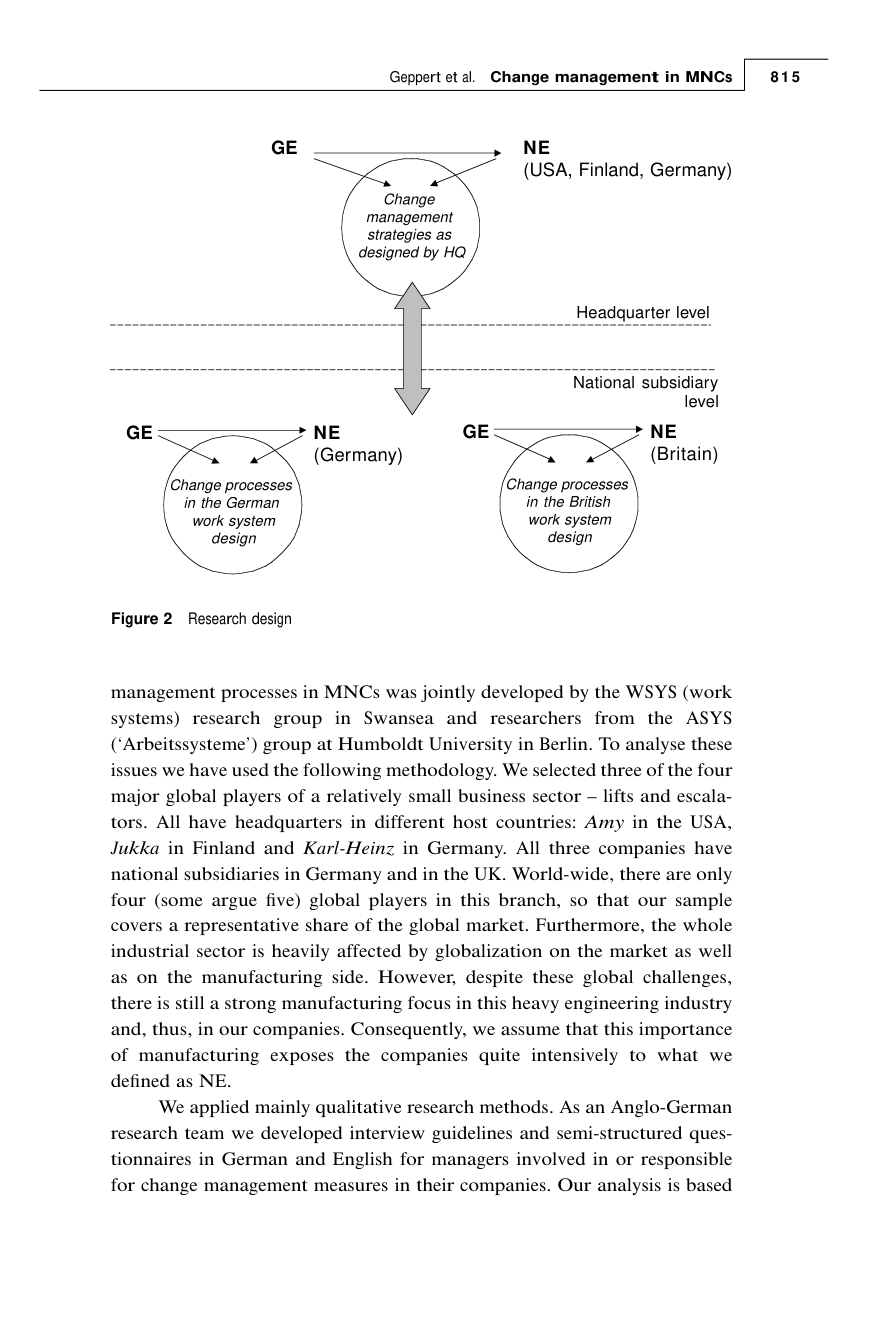 Geppert et al. Change management in MNCs 815
GE
NE
(USA, Finland, Germany)
Change
management
strategies as
designed by HQ
Headquarter level
National subsidiary
level
GE
NE
(Germany)
Change processes
in the German
work system
design
GE
NE
(Britain)
Change processes
in the British
work system
design
Figure 2 Research design
management processes in MNCs was jointly developed by the WSYS (work
systems) research group in Swansea and researchers from the ASYS
(‘Arbeitssysteme’) group at Humboldt University in Berlin. To analyse these
issues we have used the following methodology. We selected three of the four
major global players of a relatively small business sector – lifts and escala-
tors. All have headquarters in different host countries: Amy in the USA,
Jukka in Finland and Karl-Heinz in Germany. All three companies have
national subsidiaries in Germany and in the UK. World-wide, there are only
four (some argue five) global players in this branch, so that our sample
covers a representative share of the global market. Furthermore, the whole
industrial sector is heavily affected by globalization on the market as well
as on the manufacturing side. However, despite these global challenges,
there is still a strong manufacturing focus in this heavy engineering industry
and, thus, in our companies. Consequently, we assume that this importance
of manufacturing exposes the companies quite intensively to what we
defined as NE.
We applied mainly qualitative research methods. As an Anglo-German
research team we developed interview guidelines and semi-structured ques-
tionnaires in German and English for managers involved in or responsible
for change management measures in their companies. Our analysis is based